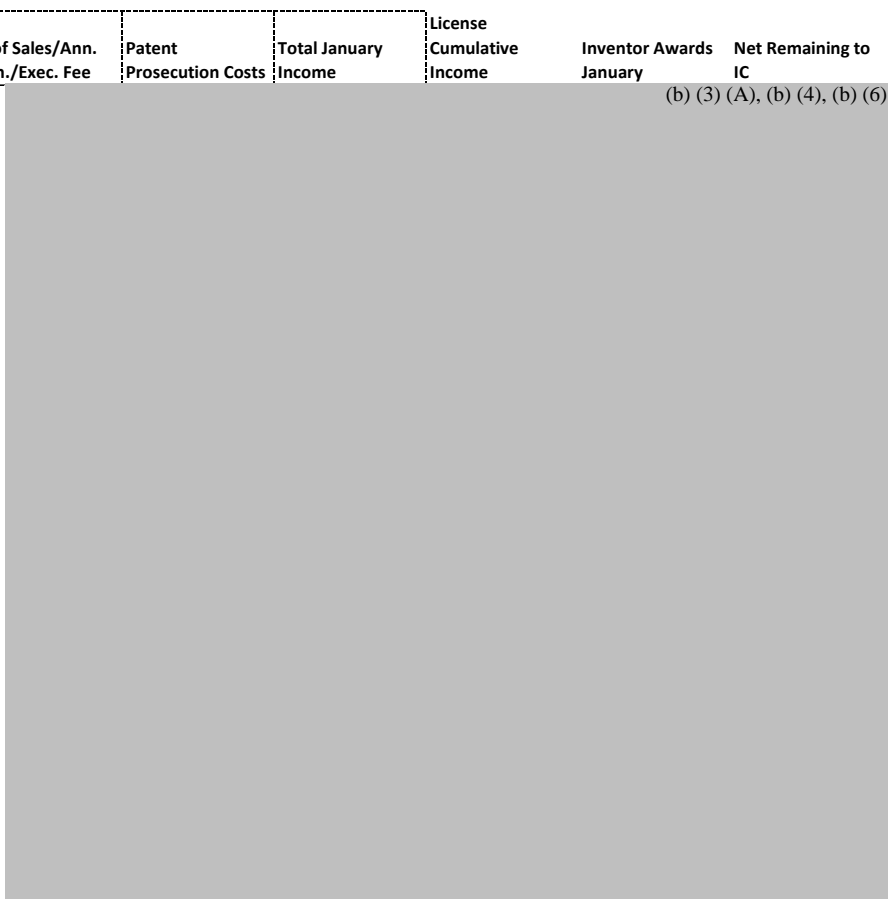 License
of Sales/Ann. Patent Total January Cumulative Inventor Awards Net Remaining to
./Exec. Fee Prosecution Costs Income Income January IC
(b) (3) (A), (b) (4), (b) (6)